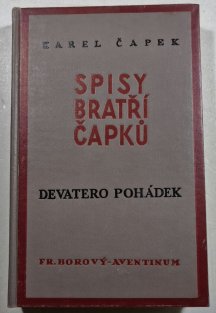 KAREL ČAPEK
SPISY
BRATŘÍ
ČAPKŮ
DEVATERO POHÁDEK
FR. BOROVÝ-AVENTINUM